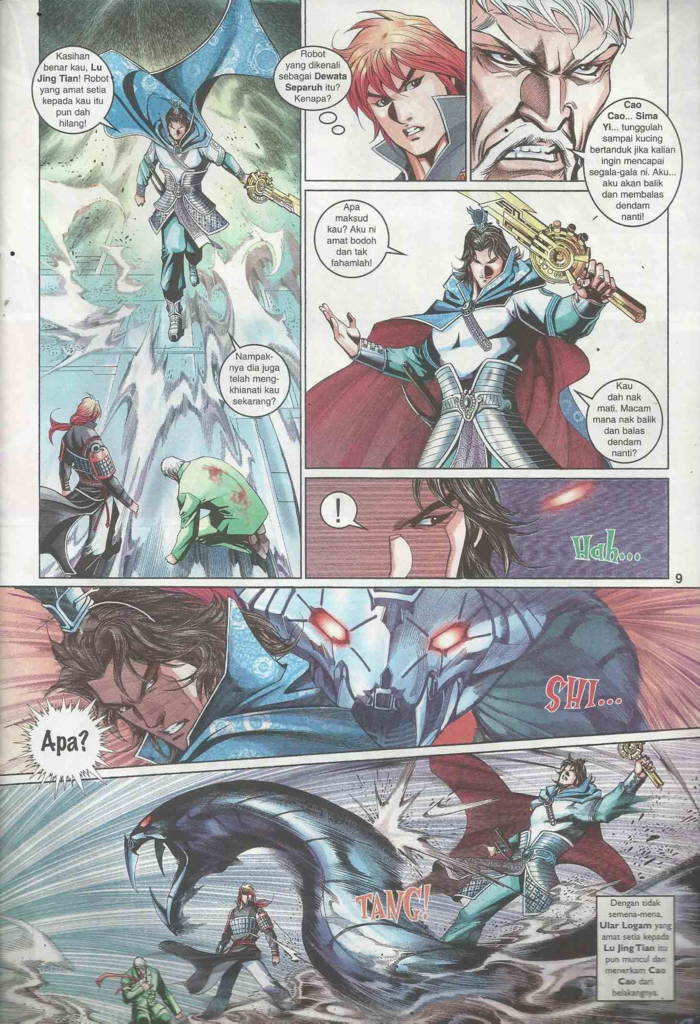 Kasihan
benar kau, Lu
Jing Tian! Robot
yang amat setia
kepada kau itu
pun dah
hilang!
Robot
yang dikenali
sebagai Dewata
Separuh itu?
Kenapa?
Cao
Cao... Sima
Yi... tunggulah
sampai kucing
bertanduk jika kalian
ingin mencapai
segala-gala ni. Aku...
aku akan balik
dan membalas
dendam
nanti!
Nampak-
nya dia juga
telah meng-
khianati kau
sekarang?
Apa
maksud
kau? Aku ni
amat bodoh
dan tak
fahamlah!
Kau
dah nak
mati. Macam
mana nak balik
dan balas
dendam
nanti?
!
Hah...
9
Apa?
SHI...
TANG!
Dengan tidak
semena-mena,
Ular Logam yang
amat setia kepada
Lu Jing Tian itu
pun muncul dan
menerkam Cao
Cao dari
belakangnya.